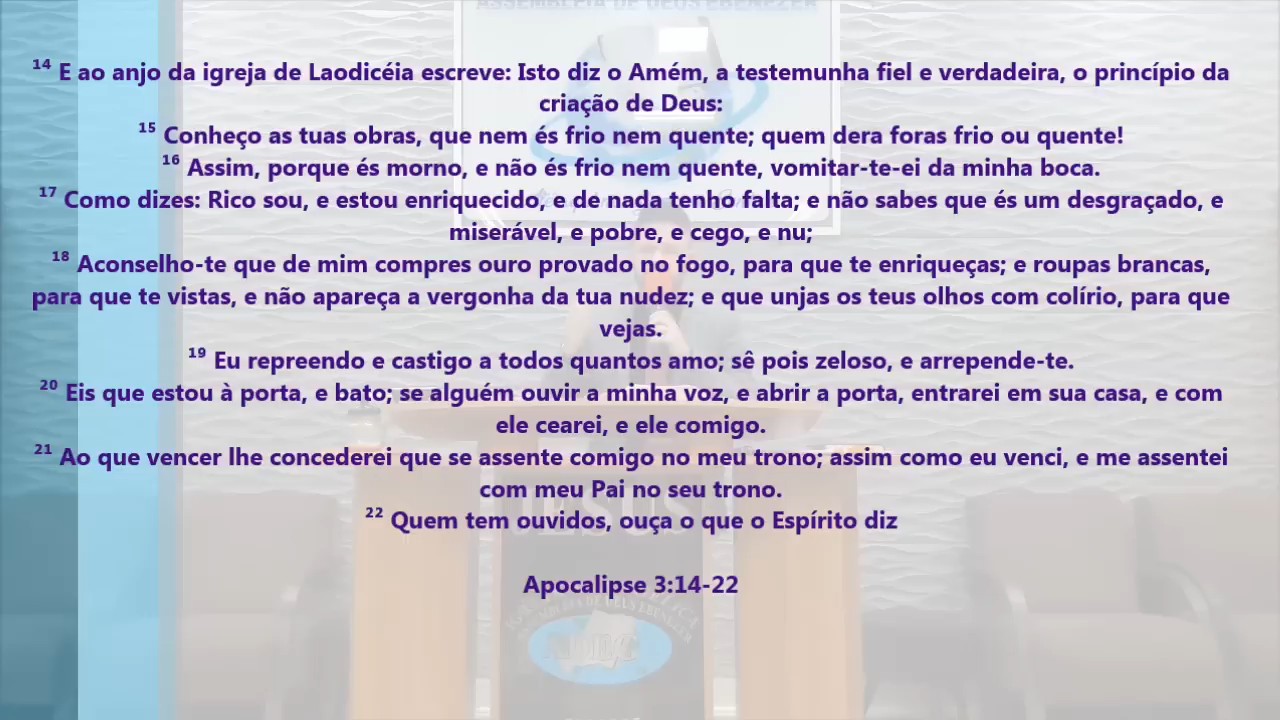 ASSEMBLEIA DE DEUS EBENEZER
14 E ao anjo da igreja de Laodicéia escreve: Isto diz o Amém, a testemunha fiel e verdadeira, o princípio da
criação de Deus:
15 Conheço as tuas obras, que nem és frio nem quente; quem dera foras frio ou quente!
16 Assim, porque és morno, e não és frio nem quente, vomitar-te-ei da minha boca.
17 Como dizes: Rico sou, e estou enriquecido, e de nada tenho falta; e não sabes que és um desgraçado, e
miserável, e pobre, e cego, e nu;
18 Aconselho-te que de mim compres ouro provado no fogo, para que te enriqueças; e roupas brancas,
para que te vistas, e não apareça a vergonha da tua nudez; e que unjas os teus olhos com colírio, para que
vejas.
19 Eu repreendo e castigo a todos quantos amo; sê pois zeloso, e arrepende-te.
20 Eis que estou à porta, e bato; se alguém ouvir a minha voz, e abrir a porta, entrarei em sua casa, e com
ele cearei, e ele comigo.
21 Ao que vencer lhe concederei que se assente comigo no meu trono; assim como eu venci, e me assentei
com meu Pai no seu trono.
JESUS
22 Quem tem ouvidos, ouça o que o Espírito diz
Apocalipse 3:14-22
ASSEMBLEIA DE DEUS EBENEZER